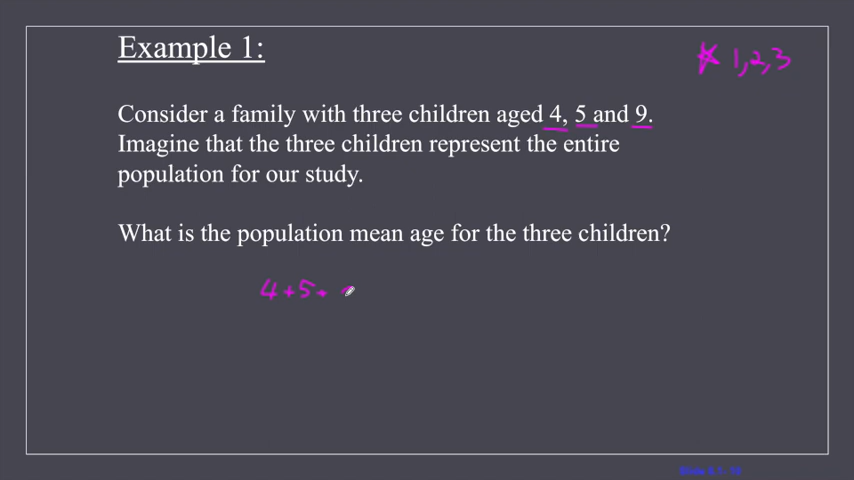 Example 1:
* 1,2,3
Consider a family with three children aged 4, 5 and 9.
Imagine that the three children represent the entire
population for our study.
What is the population mean age for the three children?
4+5+